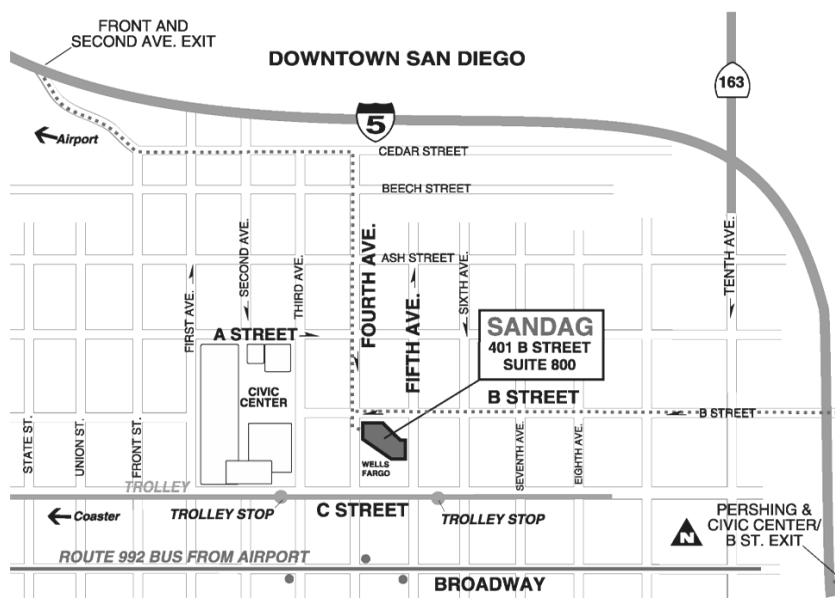 FRONT AND
SECOND AVE. EXIT
DOWNTOWN SAN DIEGO
163
5
Airport
CEDAR STREET
BEECH STREET
ASH STREET
FIRST AVE.
SECOND AVE.
THIRD AVE.
FOURTH AVE.
FIFTH AVE.
SIXTH AVE.
TENTH AVE.
A STREET
SANDAG
401 B STREET
SUITE 800
CIVIC
CENTER
B STREET
B STREET
STATE ST.
UNION ST.
FRONT ST.
WELLS
FARGO
SEVENTH AVE.
EIGHTH AVE.
TROLLEY
TROLLEY STOP
C STREET
TROLLEY STOP
Coaster
PERSHING &
CIVIC CENTER/
B ST. EXIT
N
ROUTE 992 BUS FROM AIRPORT
BROADWAY